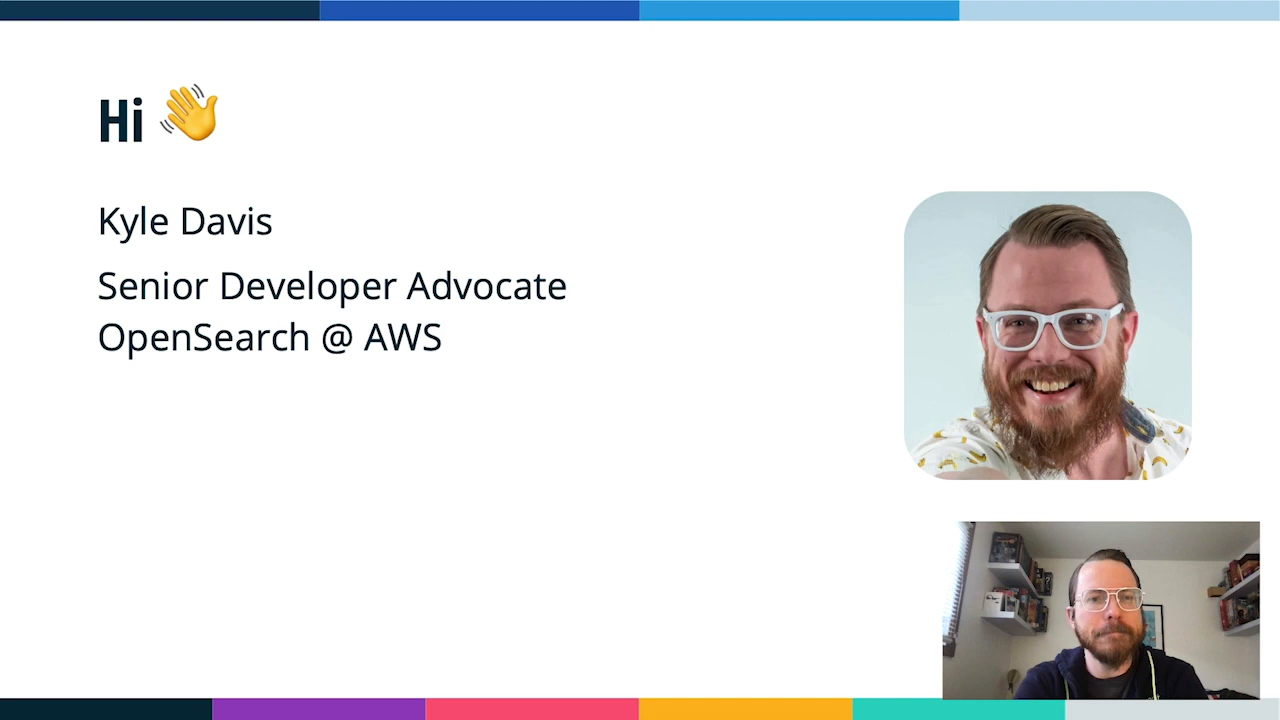 Hi 👋
Kyle Davis
Senior Developer Advocate
OpenSearch @ AWS